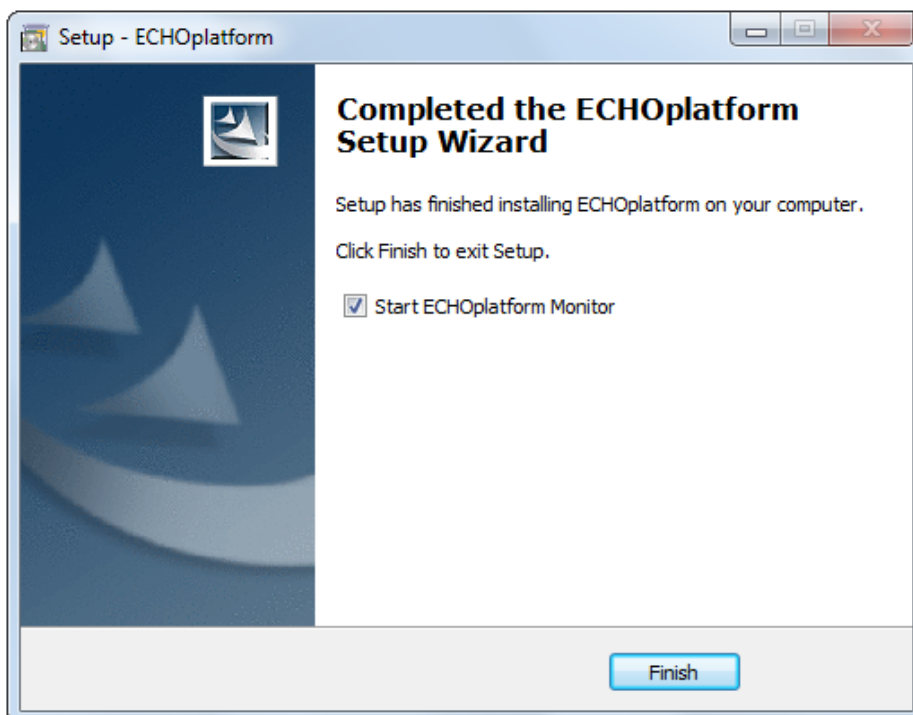 Setup - ECHOplatform
Completed the ECHOplatform
Setup Wizard
Setup has finished installing ECHOplatform on your computer.
Click Finish to exit Setup.
Start ECHOplatform Monitor
Finish